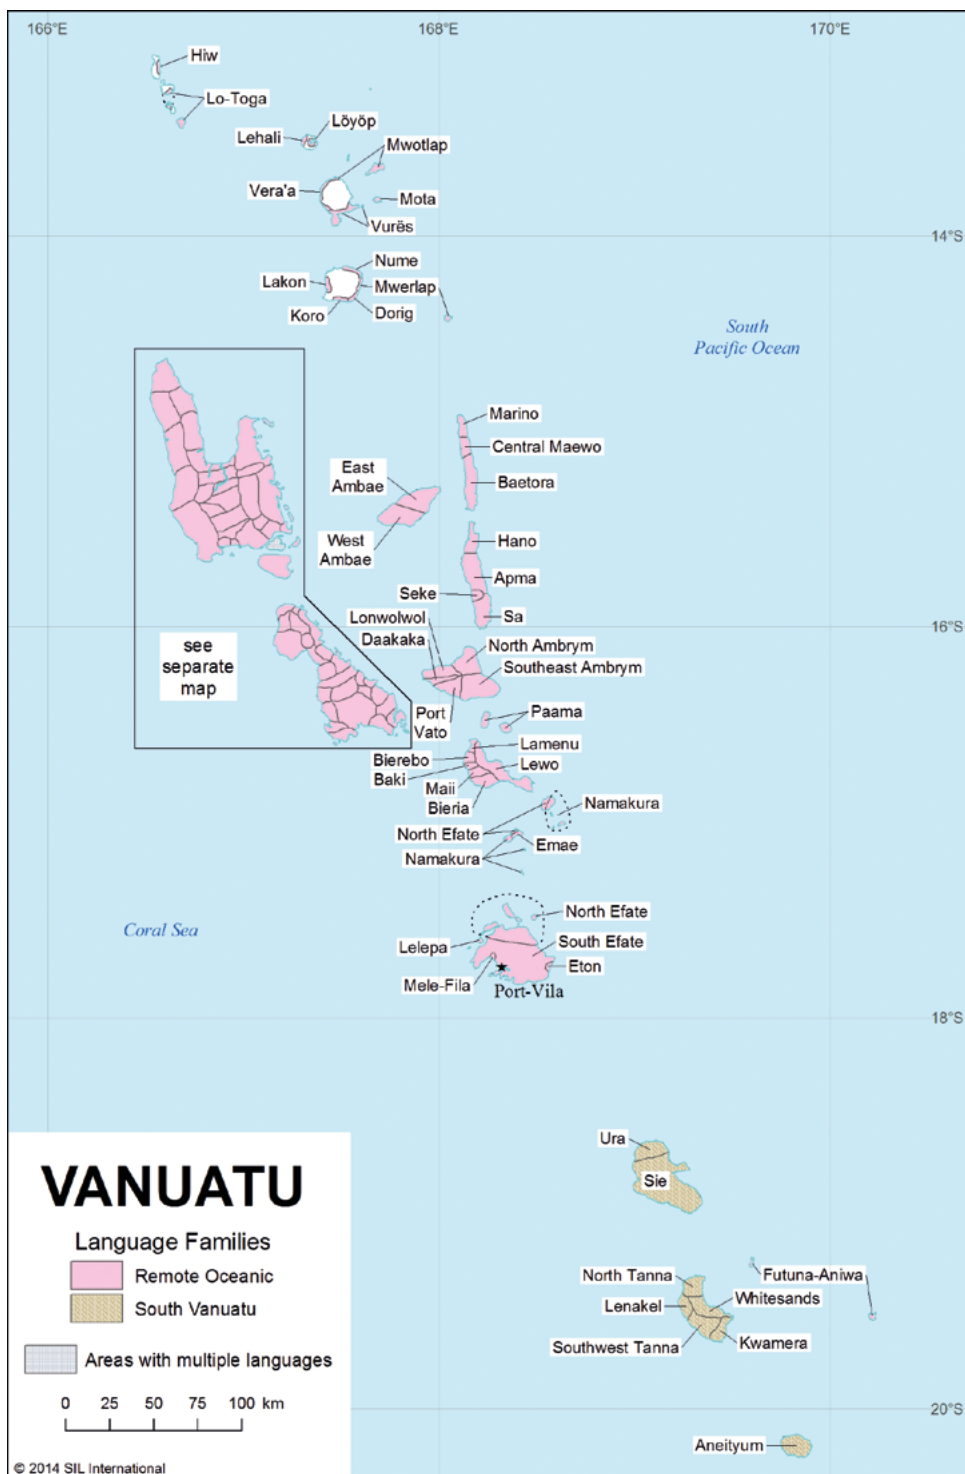 166°E
168°E
170°E
Hiw
Lo-Toga
Löyöp
Lehali
Mwotlap
Vera'a
Mota
Vurës
14°S
Nume
Lakon
Mwerlap
Koro
Dorig
South
Pacific Ocean
Marino
Central Maewo
East
Ambae
Baetora
West
Ambae
Hano
Apma
Seke
Lonwolwol
Sa
16°S
Daakaka
North Ambrym
see
separate
map
Southeast Ambrym
Port
Vato
Paama
Lamenu
Bierebo
Lewo
Baki
Maii
Bieria
Namakura
North Efate
Emae
Namakura
North Efate
Coral Sea
Lelepa
South Efate
Eton
Mele-Fila
Port-Vila
18°S
Ura
Sie
North Tanna
Futuna-Aniwa
Whitesands
Lenakel
Southwest Tanna
Kwamera
20°S
Aneityum
VANUATU
Language Families
Remote Oceanic
South Vanuatu
Areas with multiple languages
0 25 50 75 100 km
© 2014 SIL International